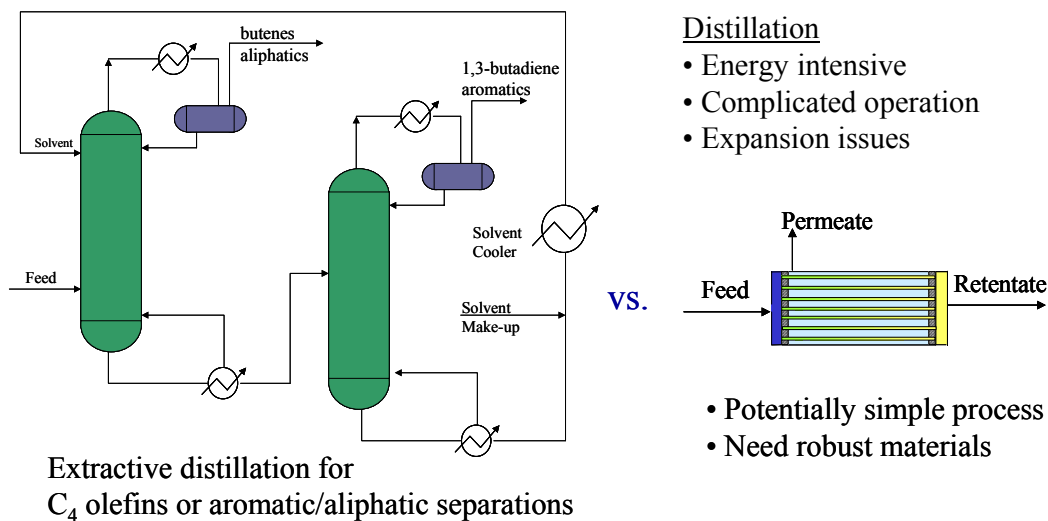 butenes
aliphatics
1,3-butadiene
aromatics
Solvent
Feed
Solvent
Cooler
Solvent
Make-up
Extractive distillation for
C₄ olefins or aromatic/aliphatic separations
vs.
Distillation
• Energy intensive
• Complicated operation
• Expansion issues
Permeate
Feed
Retentate
• Potentially simple process
• Need robust materials